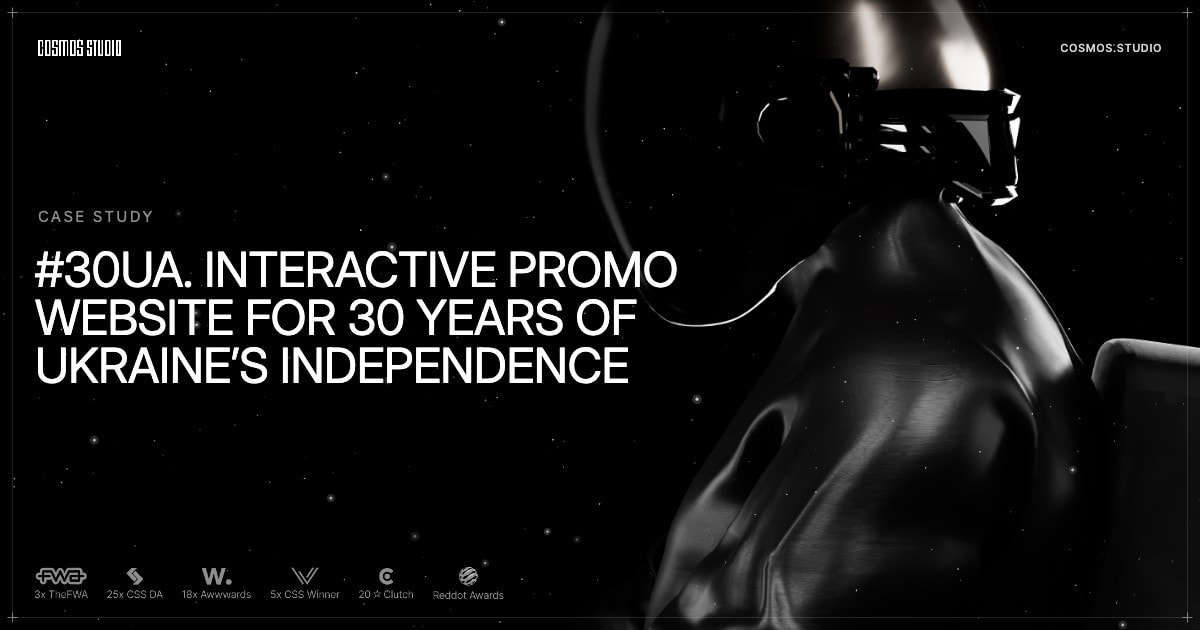 COSMOS STUDIO
COSMOS.STUDIO
CASE STUDY
#30UA. INTERACTIVE PROMO
WEBSITE FOR 30 YEARS OF
UKRAINE’S INDEPENDENCE
FWA
W.
3x TheFWA
25x CSS DA
18x Awwwards
5x CSS Winner
20 ☆ Clutch
Reddot Awards